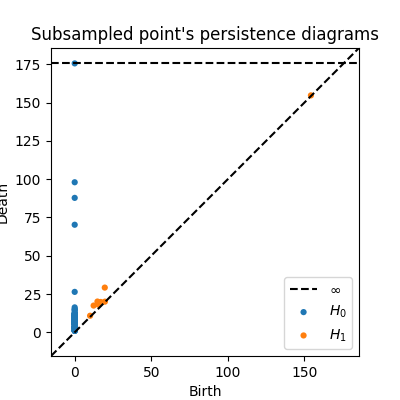 Subsampled point's persistence diagrams
175
150
125
100
75
50
25
0
Death
0
50
100
150
Birth
∞
H₀
H₁